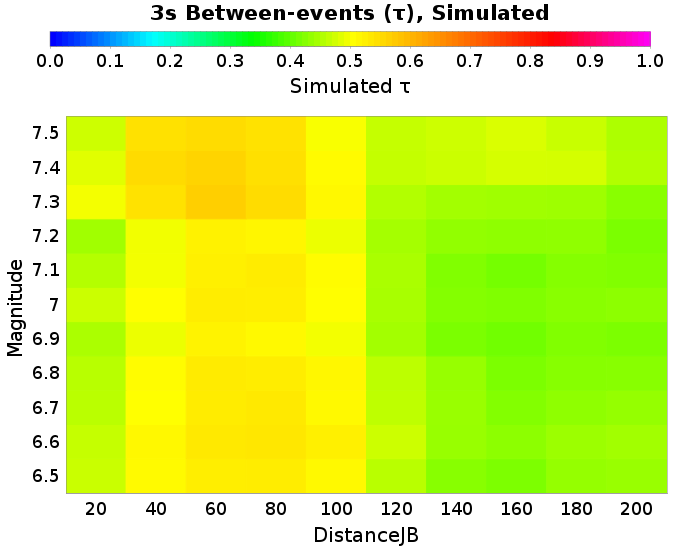 3s Between-events (τ), Simulated
0.0 0.1 0.2 0.3 0.4 0.5 0.6 0.7 0.8 0.9 1.0
Simulated τ
7.5
7.4
7.3
7.2
7.1
7
6.9
6.8
6.7
6.6
6.5
Magnitude
20 40 60 80 100 120 140 160 180 200
DistanceJB